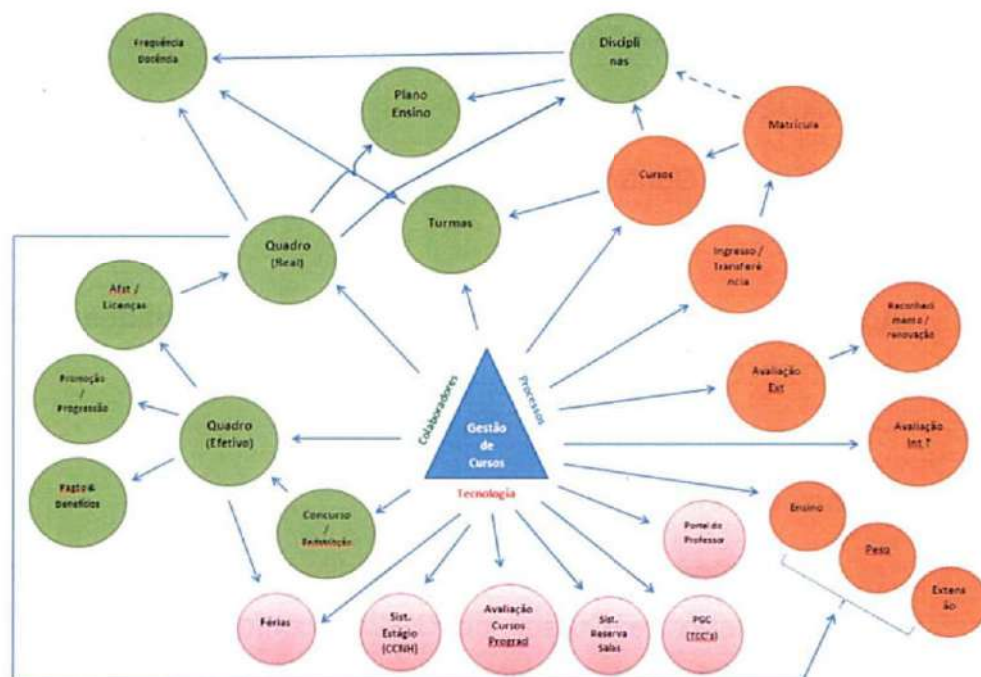 Frequência
Docência
Discipli
nas
Plano
Ensino
Matrícula
Cursos
Turmas
Quadro
(Real)
Ingresso /
Transferê
ncia
Afst /
Licenças
Reconheci
mento /
renovação
Avaliação
Ext
Promoção
/
Progressão
Quadro
(Efetivo)
Colaboradores
Processos
Gestão
de
Cursos
Tecnologia
Avaliação
Int ?
Pagto &
Benefícios
Concurso
/
Redistribuição
Portal do
Professor
Ensino
Pesq
Extens
ão
Férias
Sist.
Estágio
(CCNH)
Avaliação
Cursos
Prograd
Sist.
Reserva
Salas
PGC
(TCC's)